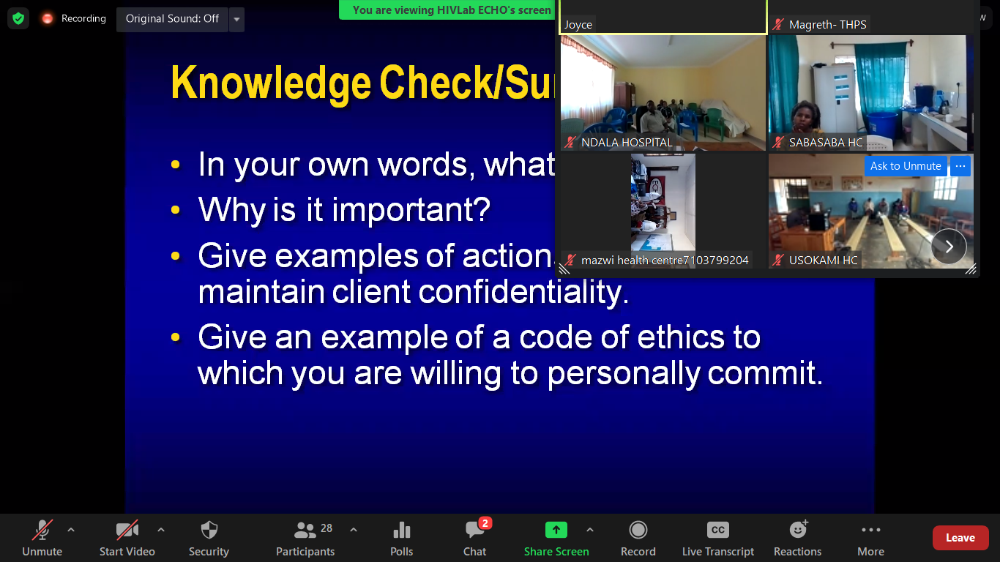 Recording
Original Sound: Off
You are viewing HIVLab ECHO's screen
Joyce
Magreth- THPS
Knowledge Check/Su
NDALA HOSPITAL
SABASABA HC
• In your own words, what
Ask to Unmute
• Why is it important?
• Give examples of action
mazwi health centre7103799204
USOKAMI HC
maintain client confidentiality.
• Give an example of a code of ethics to
which you are willing to personally commit.
28
2
CC
Unmute
Start Video
Security
Participants
Polls
Chat
Share Screen
Record
Live Transcript
Reactions
More
Leave